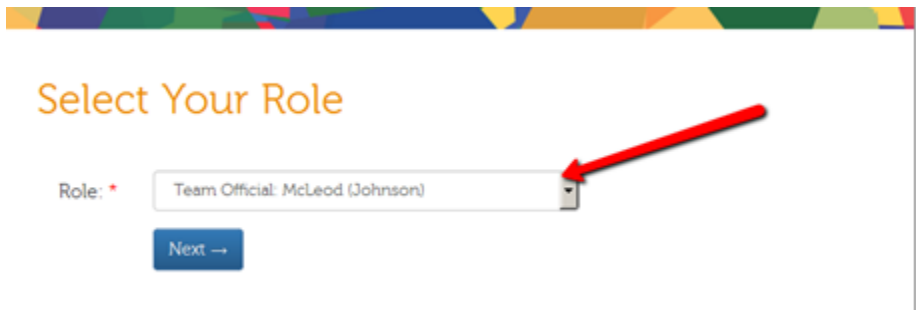 Select Your Role
Role: *
Team Official: McLeod (Johnson)
Next →